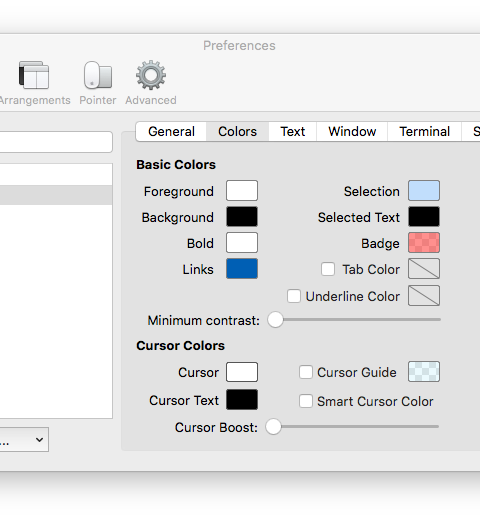 Preferences
Arrangements Pointer Advanced
General Colors Text Window Terminal S
Basic Colors
Foreground Selection
Background Selected Text
Bold Badge
Links Tab Color
Underline Color
Minimum contrast:
Cursor Colors
Cursor Cursor Guide
Cursor Text Smart Cursor Color
... Cursor Boost: